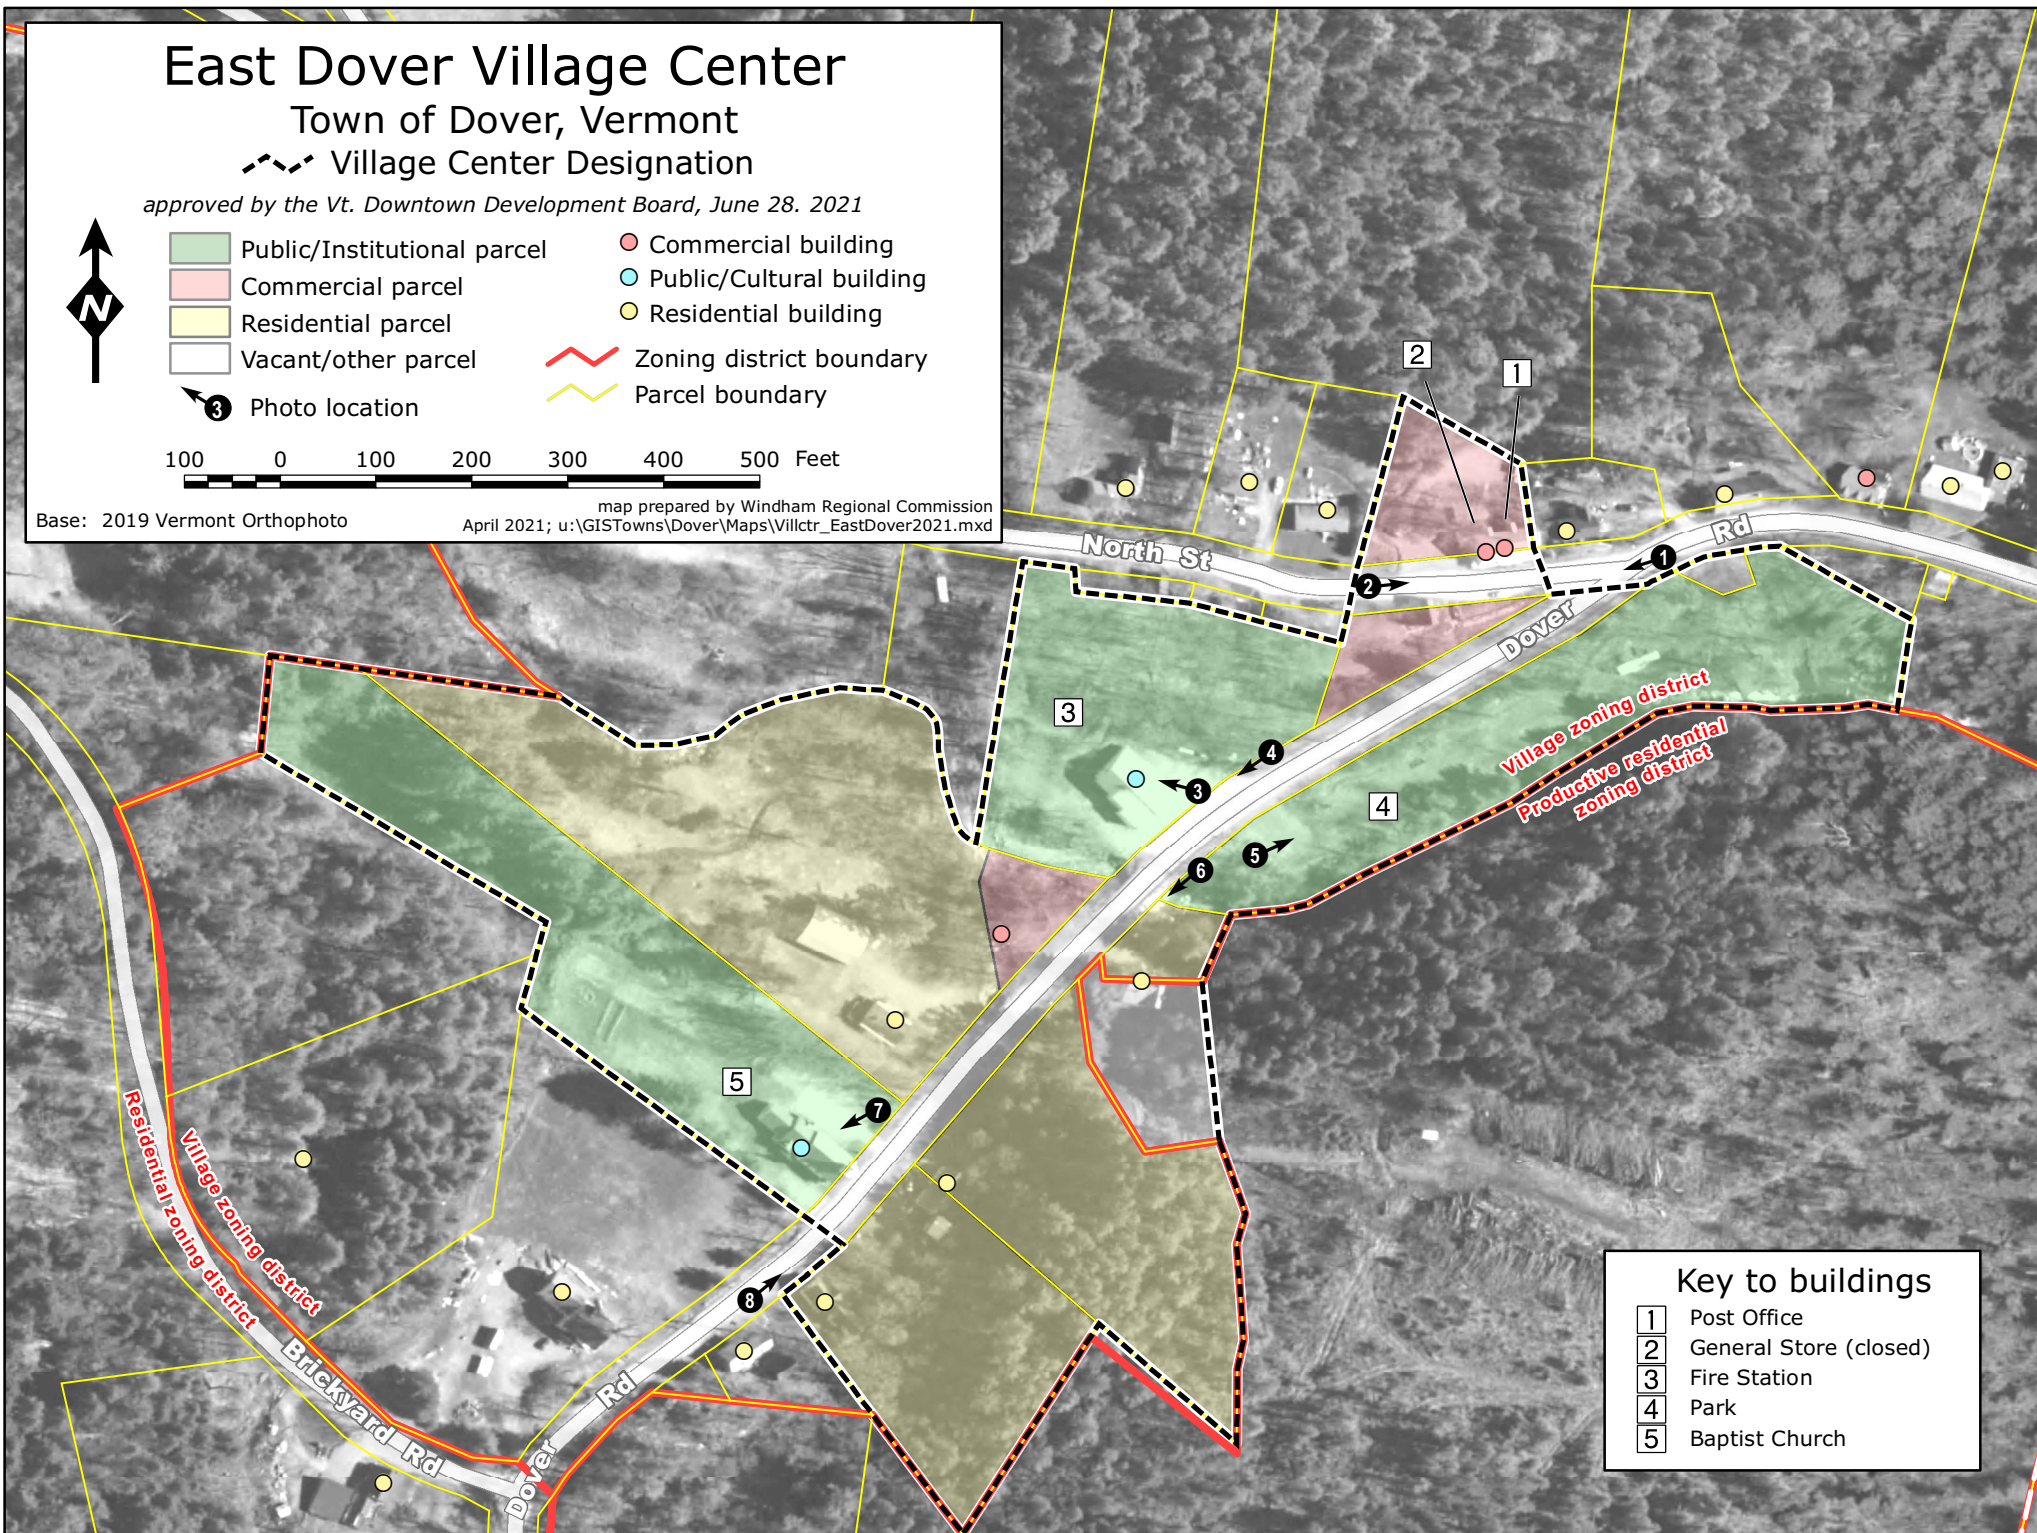 East Dover Village Center
Town of Dover, Vermont
Village Center Designation
approved by the Vt. Downtown Development Board, June 28. 2021
N
Public/Institutional parcel
Commercial parcel
Residential parcel
Vacant/other parcel
3 Photo location
Commercial building
Public/Cultural building
Residential building
Zoning district boundary
Parcel boundary
100 0 100 200 300 400 500 Feet
map prepared by Windham Regional Commission
Base: 2019 Vermont Orthophoto
April 2021; u:\GISTowns\Dover\Maps\Villctr_EastDover2021.mxd
2
1
North St
Rd
1
2
Dover
3
Village zoning district
Productive residential
zoning district
4
3
4
5
6
5
7
8
Residential zoning district
Village zoning district
Brickyard Rd
Dover
Rd
Key to buildings
1 Post Office
2 General Store (closed)
3 Fire Station
4 Park
5 Baptist Church